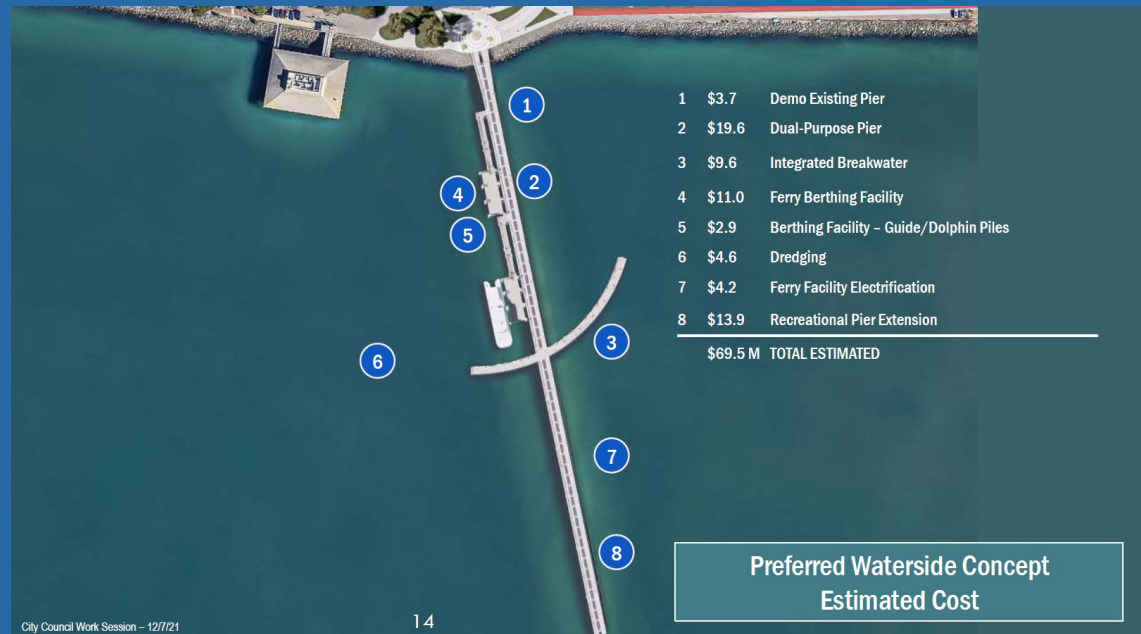 1
2
4
5
3
6
7
8
1 $3.7 Demo Existing Pier
2 $19.6 Dual-Purpose Pier
3 $9.6 Integrated Breakwater
4 $11.0 Ferry Berthing Facility
5 $2.9 Berthing Facility – Guide/Dolphin Piles
6 $4.6 Dredging
7 $4.2 Ferry Facility Electrification
8 $13.9 Recreational Pier Extension
$69.5 M TOTAL ESTIMATED
Preferred Waterside Concept
Estimated Cost
City Council Work Session – 12/7/21
14